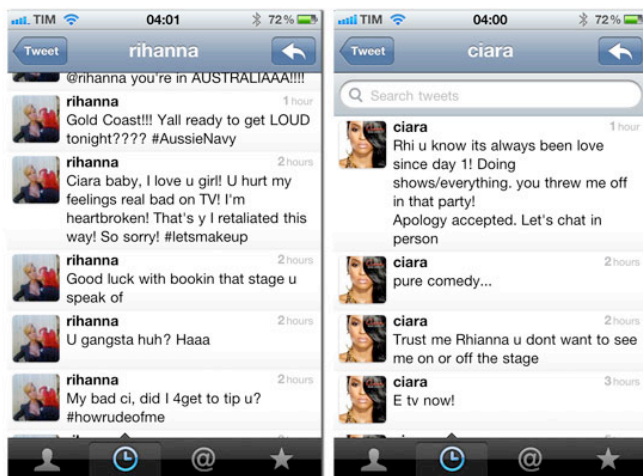 TIM 04:01 72%
Tweet rihanna
@rihanna you're in AUSTRALIAAA!!!!
rihanna 1 hour
Gold Coast!!! Yall ready to get LOUD
tonight???? #AussieNavy
rihanna 2 hours
Ciara baby, I love u girl! U hurt my
feelings real bad on TV! I'm
heartbroken! That's y I retaliated this
way! So sorry! #letsmakeup
rihanna 2 hours
Good luck with bookin that stage u
speak of
rihanna 2 hours
U gangsta huh? Haaa
rihanna 2 hours
My bad ci, did I 4get to tip u?
#howrudeofme
@
TIM 04:00 72%
Tweet ciara
Search tweets
ciara 1 hour
Rhi u know its always been love
since day 1! Doing
shows/everything. you threw me off
in that party!
Apology accepted. Let's chat in
person
ciara 2 hours
pure comedy...
ciara 2 hours
Trust me Rhianna u dont want to see
me on or off the stage
ciara 3 hours
E tv now!
@